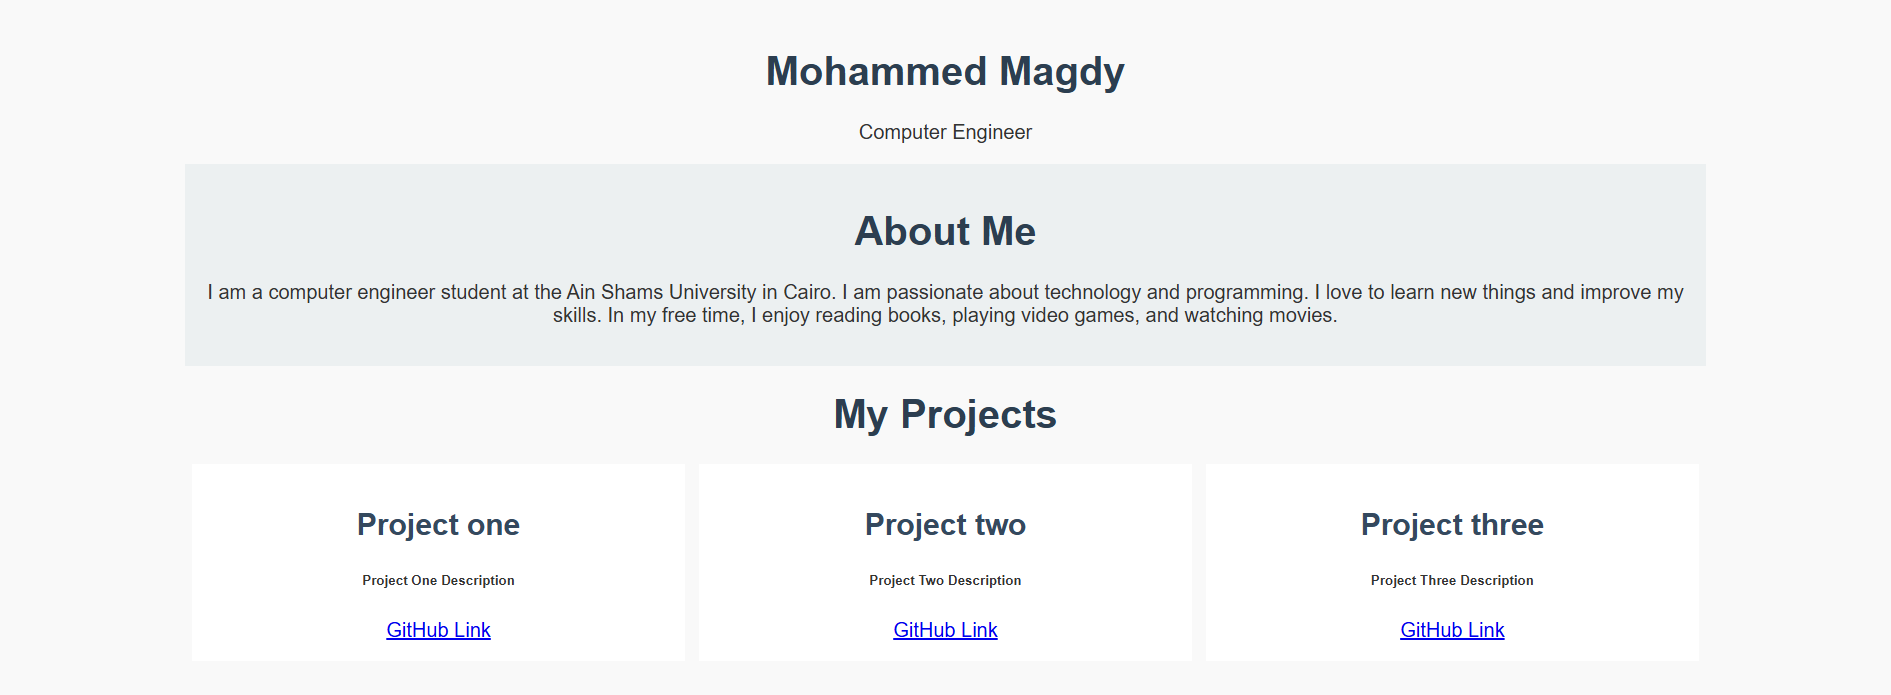 Mohammed Magdy
Computer Engineer
About Me
I am a computer engineer student at the Ain Shams University in Cairo. I am passionate about technology and programming. I love to learn new things and improve my
skills. In my free time, I enjoy reading books, playing video games, and watching movies.
My Projects
Project one
Project One Description
GitHub Link
Project two
Project Two Description
GitHub Link
Project three
Project Three Description
GitHub Link